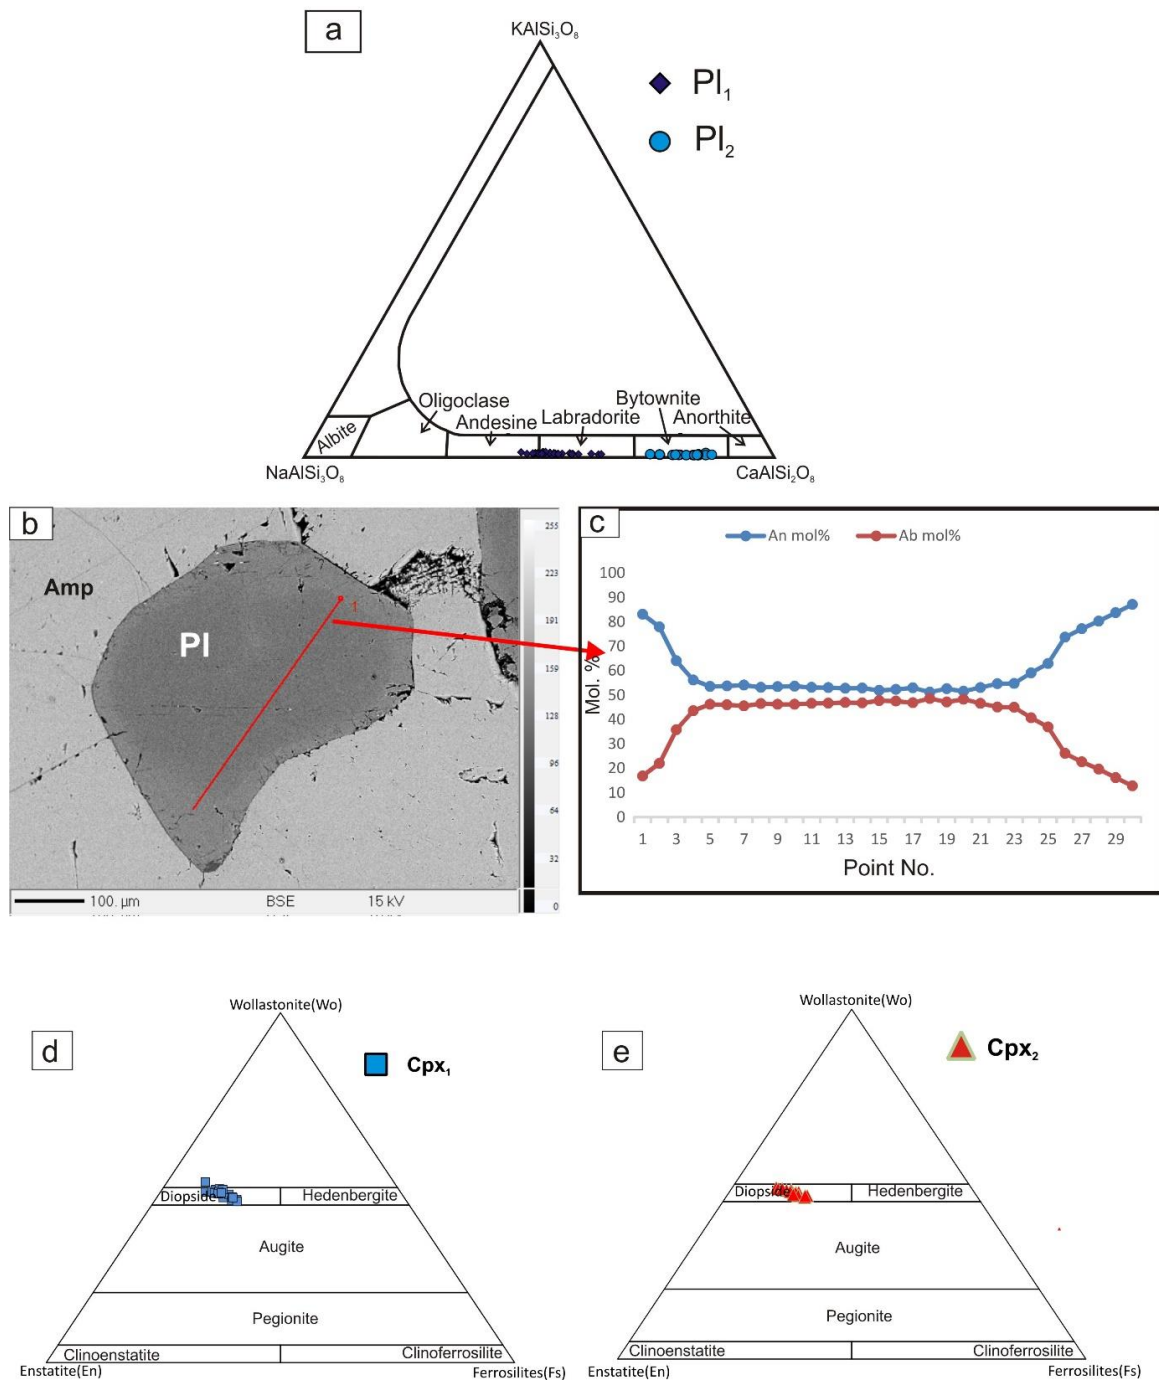 a
KAlSi₃O₈
Pl₁
Pl₂
Oligoclase
Andesine
Labradorite
Bytownite
Anorthite
Albite
NaAlSi₃O₈
CaAlSi₂O₈
b
Amp
Pl
1
255
223
191
159
128
96
64
32
0
100. µm
BSE
15 kV
c
An mol%
Ab mol%
100
90
80
70
60
50
40
30
20
10
0
Mol. %
1 3 5 7 9 11 13 15 17 19 21 23 25 27 29
Point No.
d
Wollastonite(Wo)
Cpx₁
Diopside
Hedenbergite
Augite
Pegionite
Clinoenstatite
Clinoferrosilite
Enstatite(En)
Ferrosilites(Fs)
e
Wollastonite(Wo)
Cpx₂
Diopside
Hedenbergite
Augite
Pegionite
Clinoenstatite
Clinoferrosilite
Enstatite(En)
Ferrosilites(Fs)